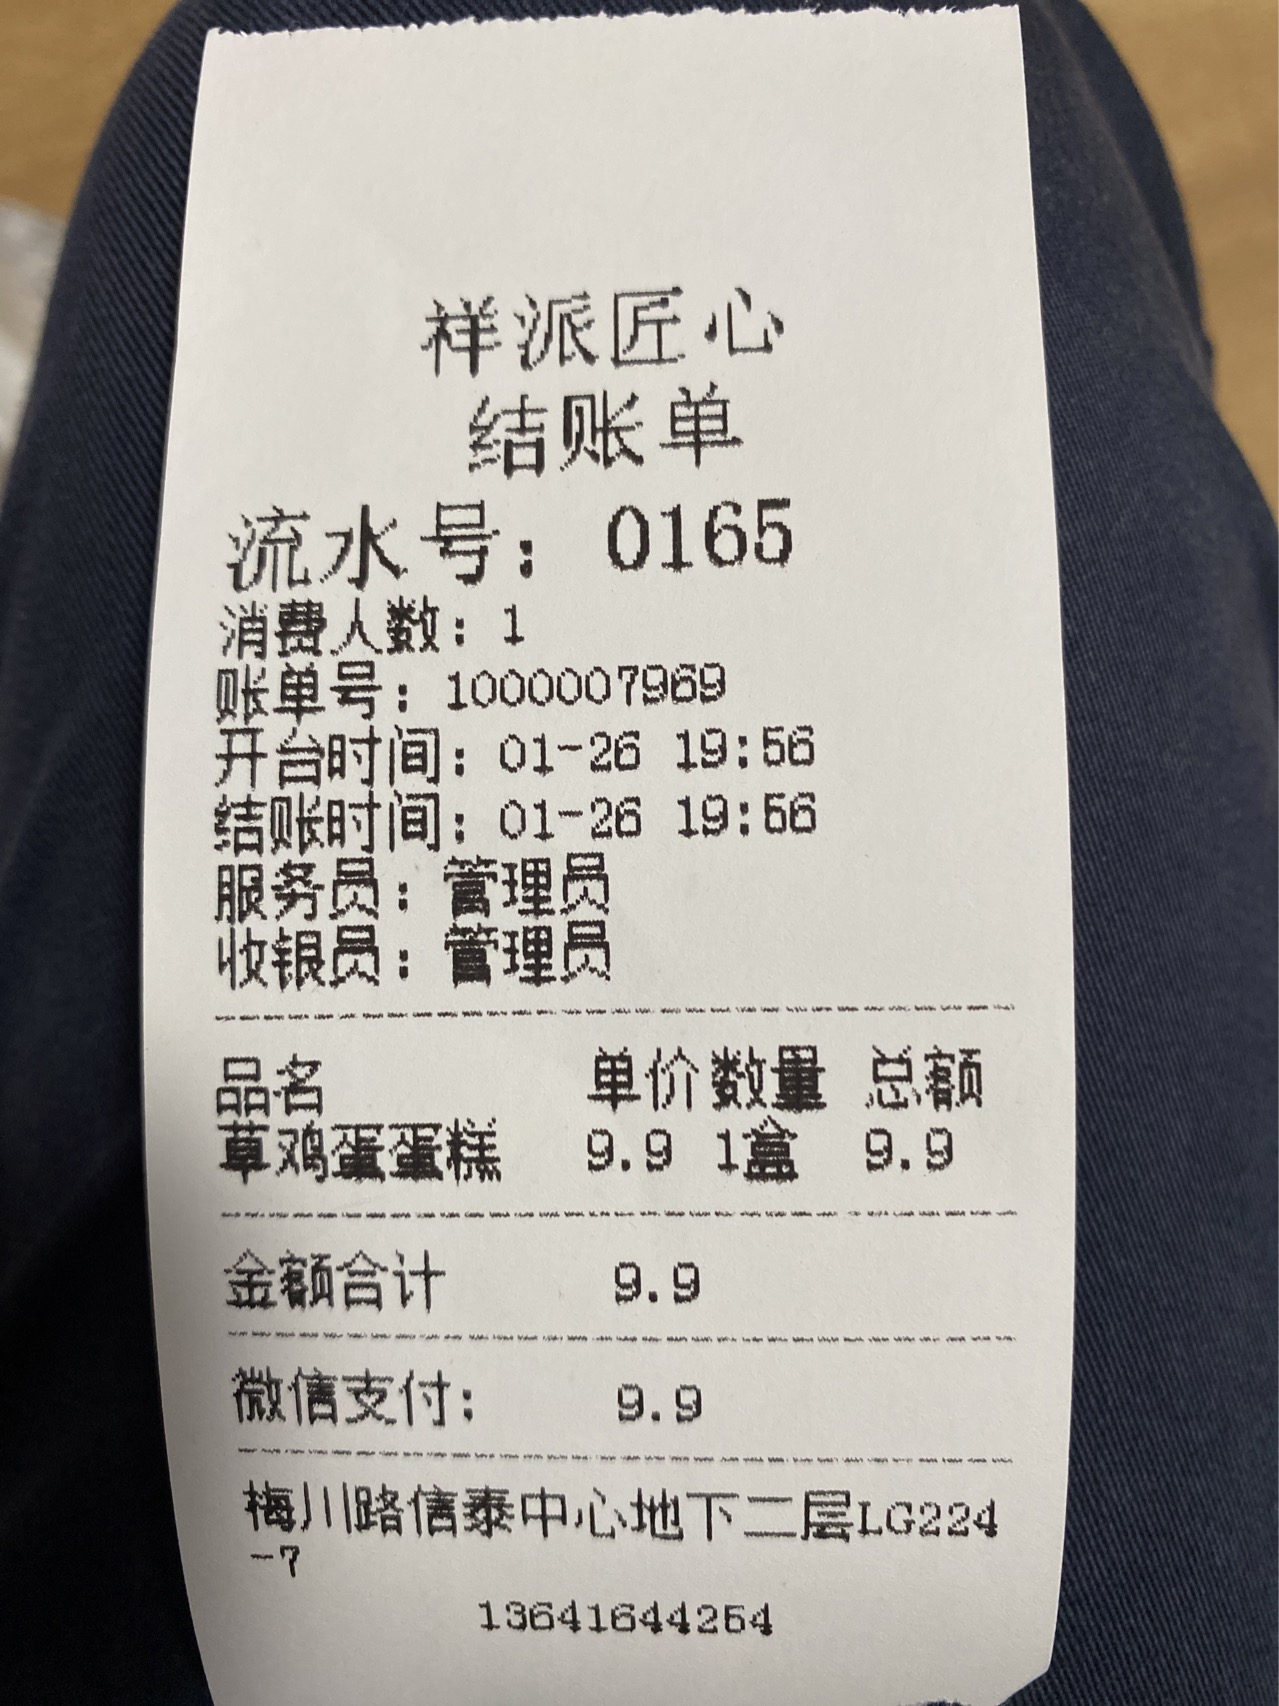 祥派匠心
结账单
流水号：0165
消费人数：1
账单号：1000007969
开台时间：01-26 19:56
结账时间：01-26 19:56
服务员：管理员
收银员：管理员
品名 单价 数量 总额
草鸡蛋蛋糕 9.9 1盒 9.9
金额合计 9.9
微信支付： 9.9
梅川路信泰中心地下二层LG224
-7
13641644254